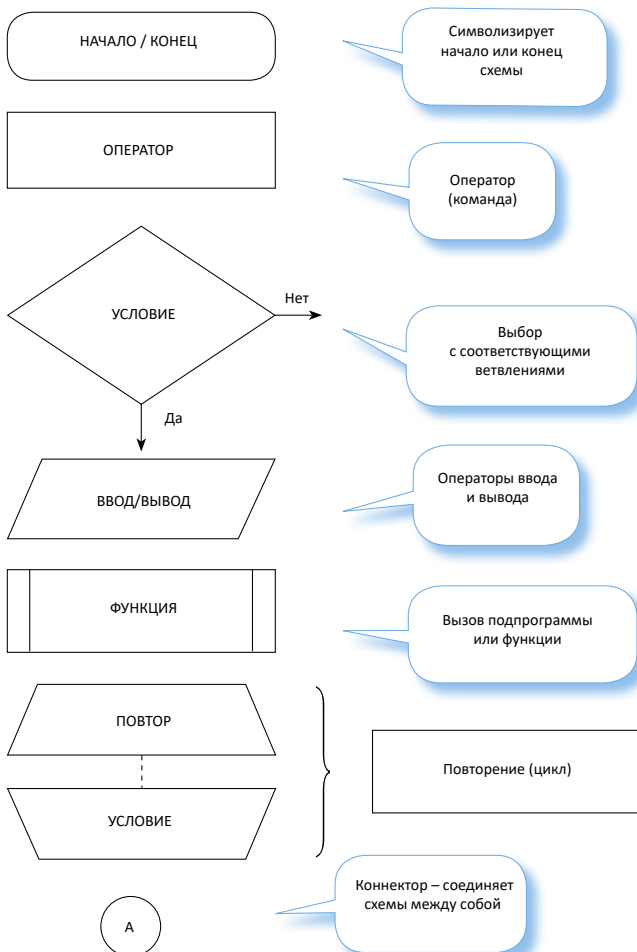 НАЧАЛО / КОНЕЦ
Символизирует
начало или конец
схемы
ОПЕРАТОР
Оператор
(команда)
УСЛОВИЕ
Нет
Да
Выбор
с соответствующими
ветвлениями
ВВОД/ВЫВОД
Операторы ввода
и вывода
ФУНКЦИЯ
Вызов подпрограммы
или функции
ПОВТОР
УСЛОВИЕ
Повторение (цикл)
А
Коннектор – соединяет
схемы между собой